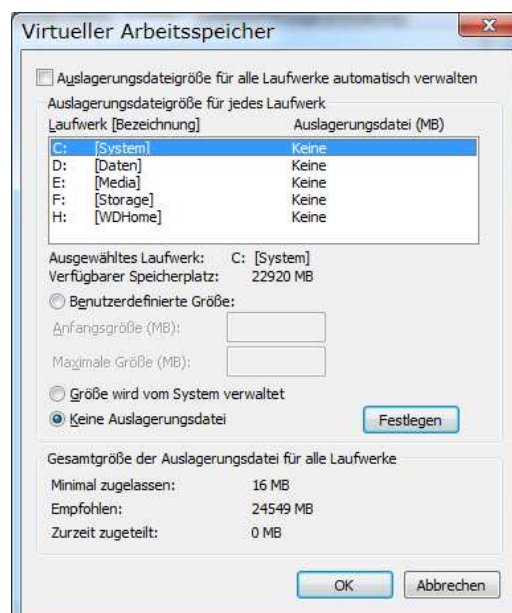 Virtueller Arbeitsspeicher
Auslagerungsdateigröße für alle Laufwerke automatisch verwalten
Auslagerungsdateigröße für jedes Laufwerk
Laufwerk [Bezeichnung] Auslagerungsdatei (MB)
C: [System] Keine
D: [Daten] Keine
E: [Media] Keine
F: [Storage] Keine
H: [WDHome] Keine
Ausgewähltes Laufwerk: C: [System]
Verfügbarer Speicherplatz: 22920 MB
Benutzerdefinierte Größe:
Anfangsgröße (MB):
Maximale Größe (MB):
Größe wird vom System verwaltet
Keine Auslagerungsdatei
Festlegen
Gesamtgröße der Auslagerungsdatei für alle Laufwerke
Minimal zugelassen: 16 MB
Empfohlen: 24549 MB
Zurzeit zugeteilt: 0 MB
OK Abbrechen